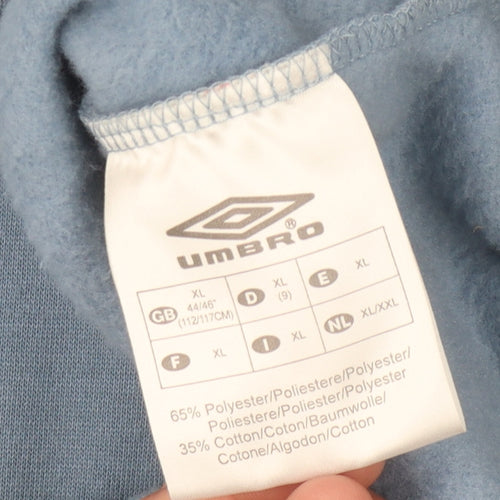 UMBRO ®
GB XL 44/46" (112/117CM)
D XL (9)
E XL
F XL
I XL
NL XL/XXL
65% Polyester/Poliestere/Polyester/
Poliestere/Poliester/Polyester
35% Cotton/Coton/Baumwolle/
Cotone/Algodon/Cotton